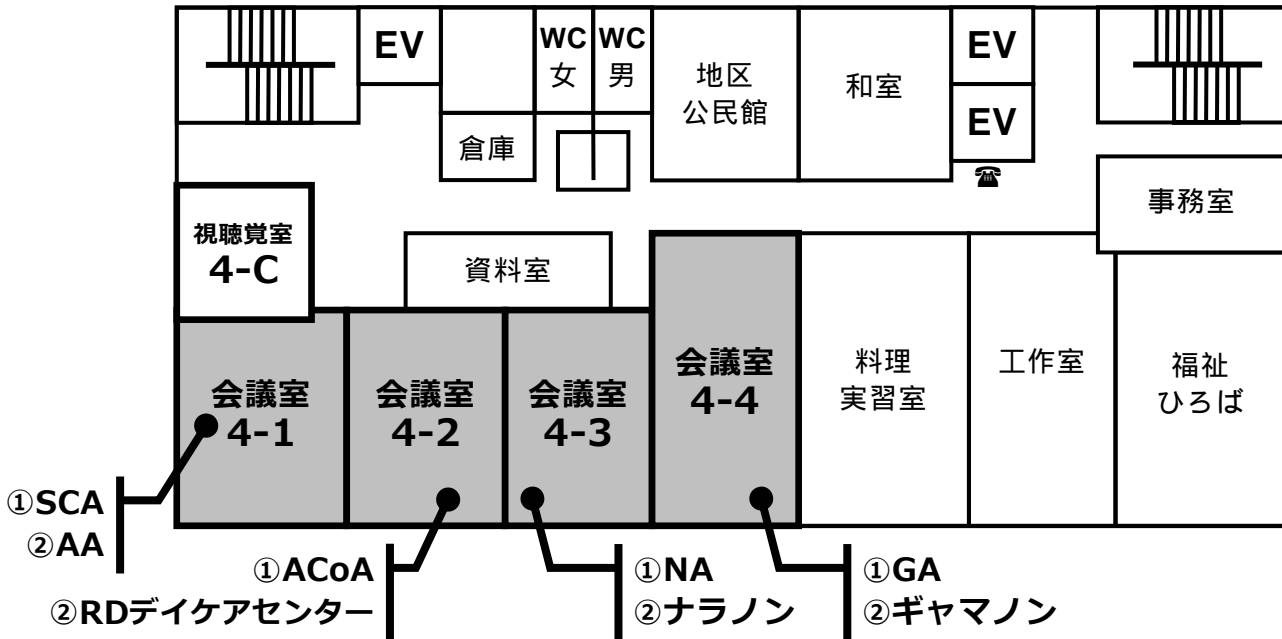 EV
WC
女
WC
男
地区
公民館
和室
EV
EV
倉庫
☎
事務室
視聴覚室
4-C
資料室
会議室
4-1
会議室
4-2
会議室
4-3
会議室
4-4
料理
実習室
工作室
福祉
ひろば
①SCA
②AA
①ACoA
②RDデイケアセンター
①NA
②ナラノン
①GA
②ギャマノン